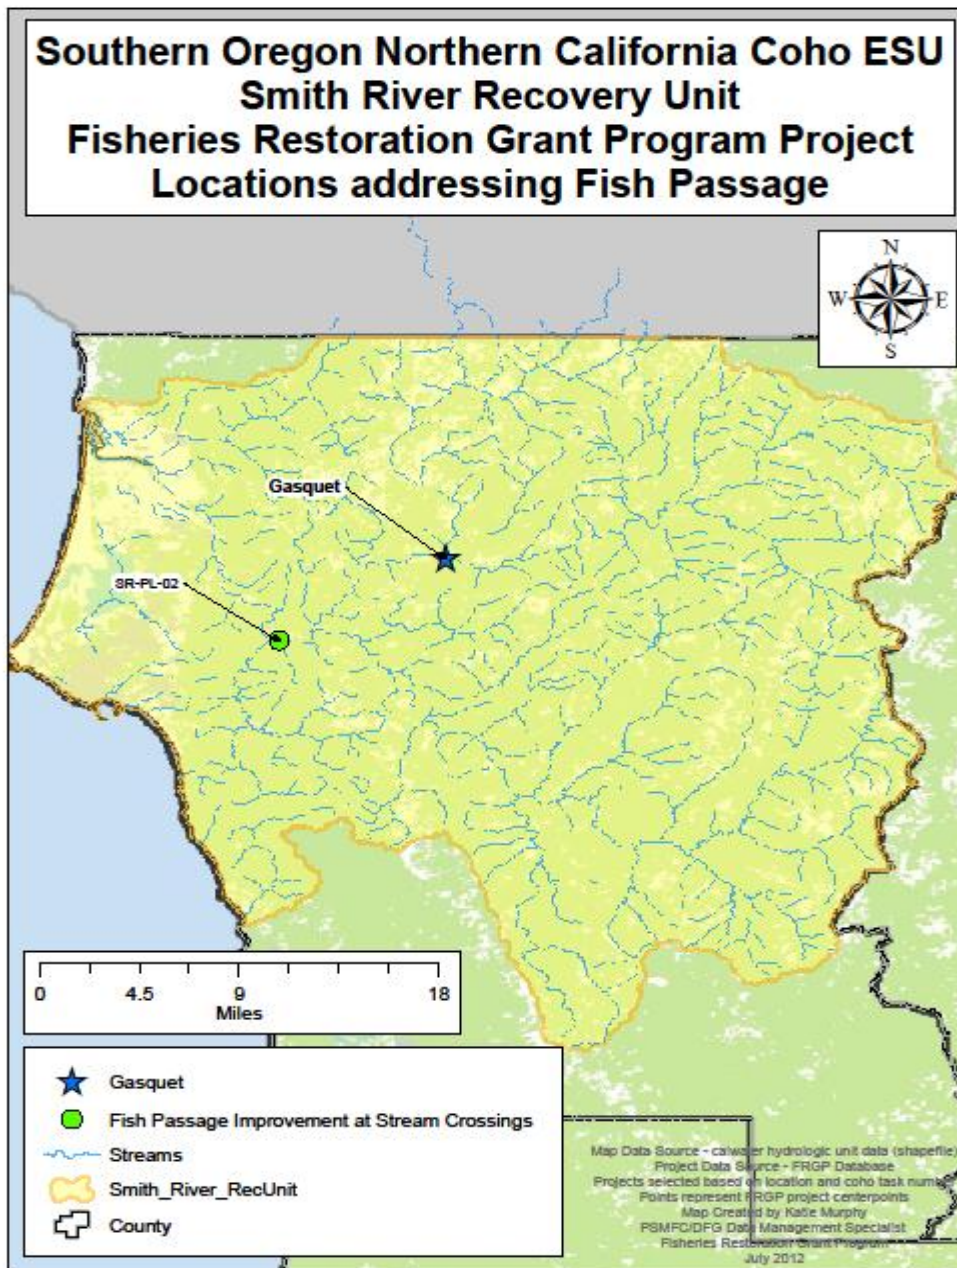 Southern Oregon Northern California Coho ESU
Smith River Recovery Unit
Fisheries Restoration Grant Program Project
Locations addressing Fish Passage
N
W E
S
Gasquet
SR-PL-02
0 4.5 9 18
Miles
Gasquet
Fish Passage Improvement at Stream Crossings
Streams
Smith_River_RecUnit
County
Map Data Source - calwater hydrologic unit data (shapefile)
Project Data Source - FRGP Database
Projects selected based on location and coho task numbe
Points represent FRGP project centerpoints
Map Created by Katie Murphy
PSMFC/DFG Data Management Specialist
Fisheries Restoration Grant Program
July 2012